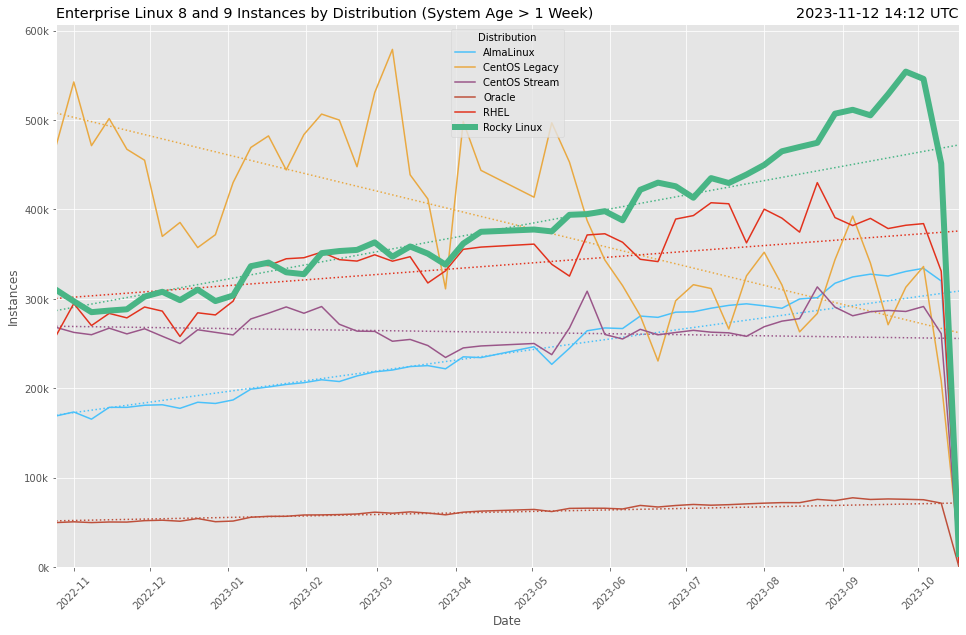 Enterprise Linux 8 and 9 Instances by Distribution (System Age > 1 Week)
2023-11-12 14:12 UTC
Distribution
AlmaLinux
CentOS Legacy
CentOS Stream
Oracle
RHEL
Rocky Linux
Instances
600k
500k
400k
300k
200k
100k
0k
2022-11
2022-12
2023-01
2023-02
2023-03
2023-04
2023-05
2023-06
2023-07
2023-08
2023-09
2023-10
Date